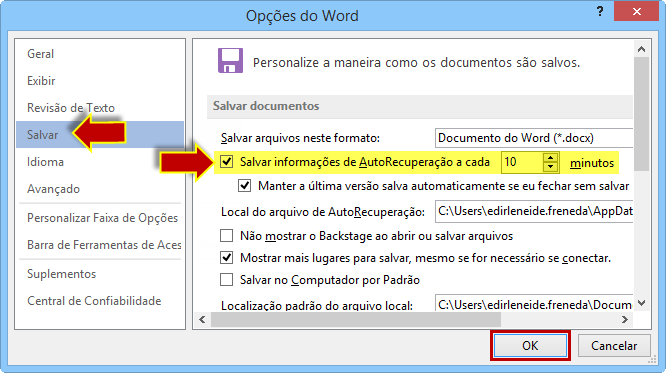 Opções do Word
?
Geral
Exibir
Revisão de Texto
Salvar
Idioma
Avançado
Personalizar Faixa de Opções
Barra de Ferramentas de Aces
Suplementos
Central de Confiabilidade
Personalize a maneira como os documentos são salvos.
Salvar documentos
Salvar arquivos neste formato: Documento do Word (*.docx)
Salvar informações de AutoRecuperação a cada 10 minutos
Manter a última versão salva automaticamente se eu fechar sem salvar
Local do arquivo de AutoRecuperação: C:\Users\edirleneide.freneda\AppDat
Não mostrar o Backstage ao abrir ou salvar arquivos
Mostrar mais lugares para salvar, mesmo se for necessário se conectar.
Salvar no Computador por Padrão
Localização padrão do arquivo local: C:\Users\edirleneide.freneda\Docume
OK
Cancelar